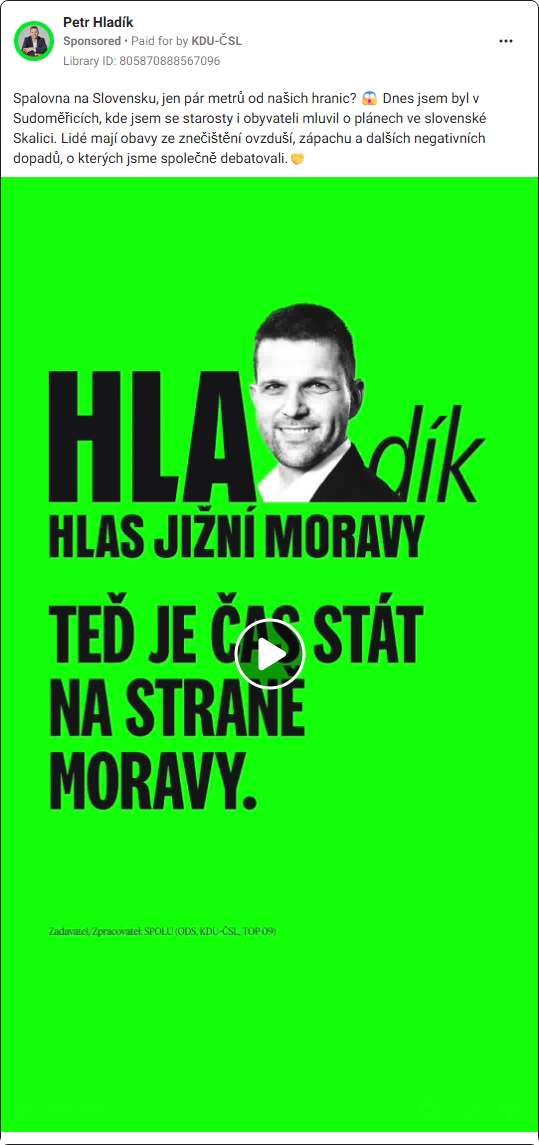 Petr Hladík
Sponsored • Paid for by KDU-ČSL
Library ID: 805870888567096
Spalovna na Slovensku, jen pár metrů od našich hranic? 😱 Dnes jsem byl v
Sudoměřicích, kde jsem se starosty i obyvateli mluvil o plánech ve slovenské
Skalici. Lidé mají obavy ze znečištění ovzduší, zápachu a dalších negativních
dopadů, o kterých jsme společně debatovali.🤝
HLAdík
HLAS JIŽNÍ MORAVY
TEĎ JE ČAS STÁT
NA STRANĚ
MORAVY.
Zadavatel/Zpracovatel: SPOLU (ODS, KDU-ČSL, TOP 09)